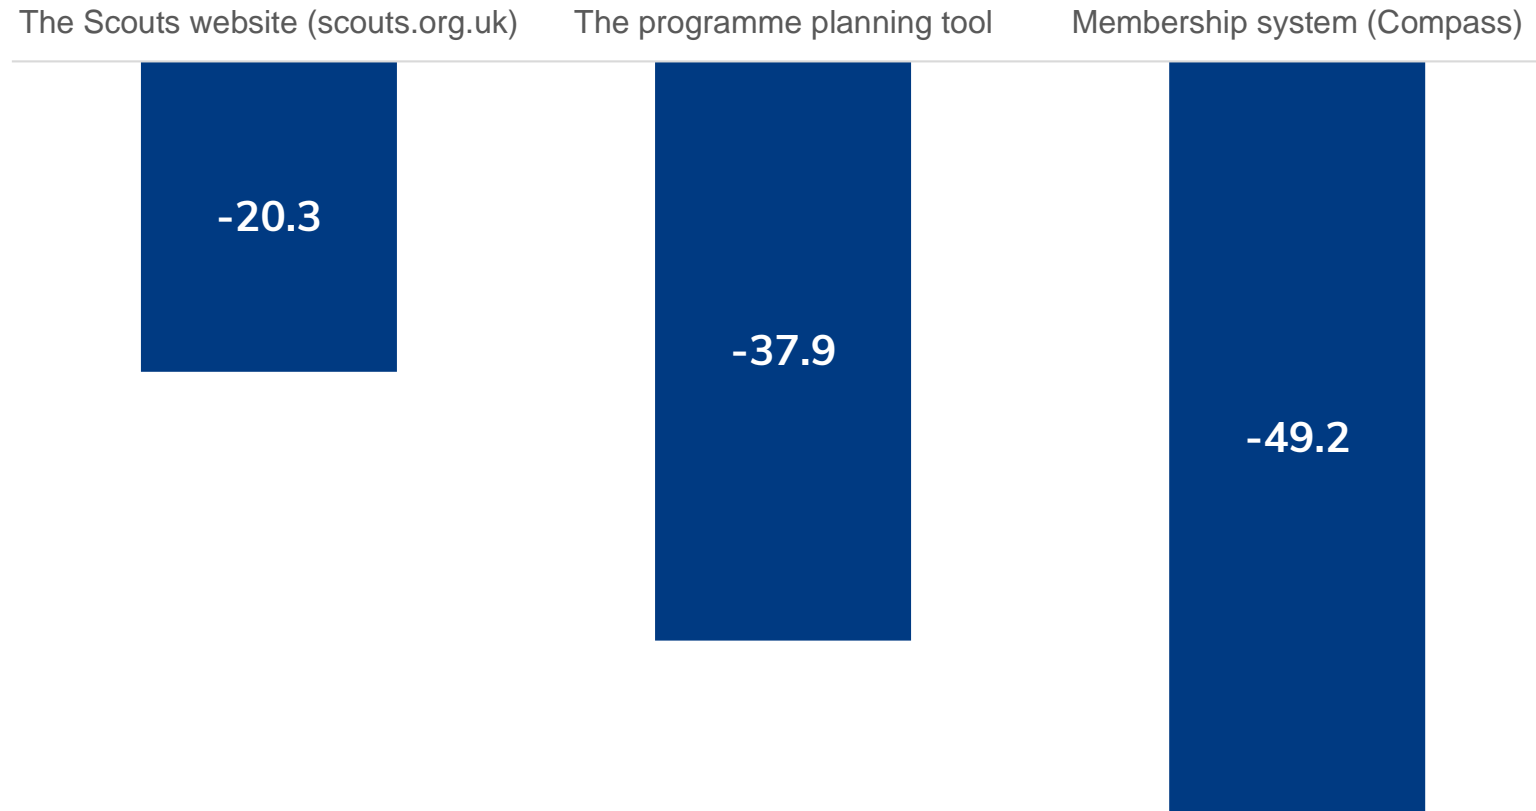 The Scouts website (scouts.org.uk) The programme planning tool Membership system (Compass)
-20.3
-37.9
-49.2